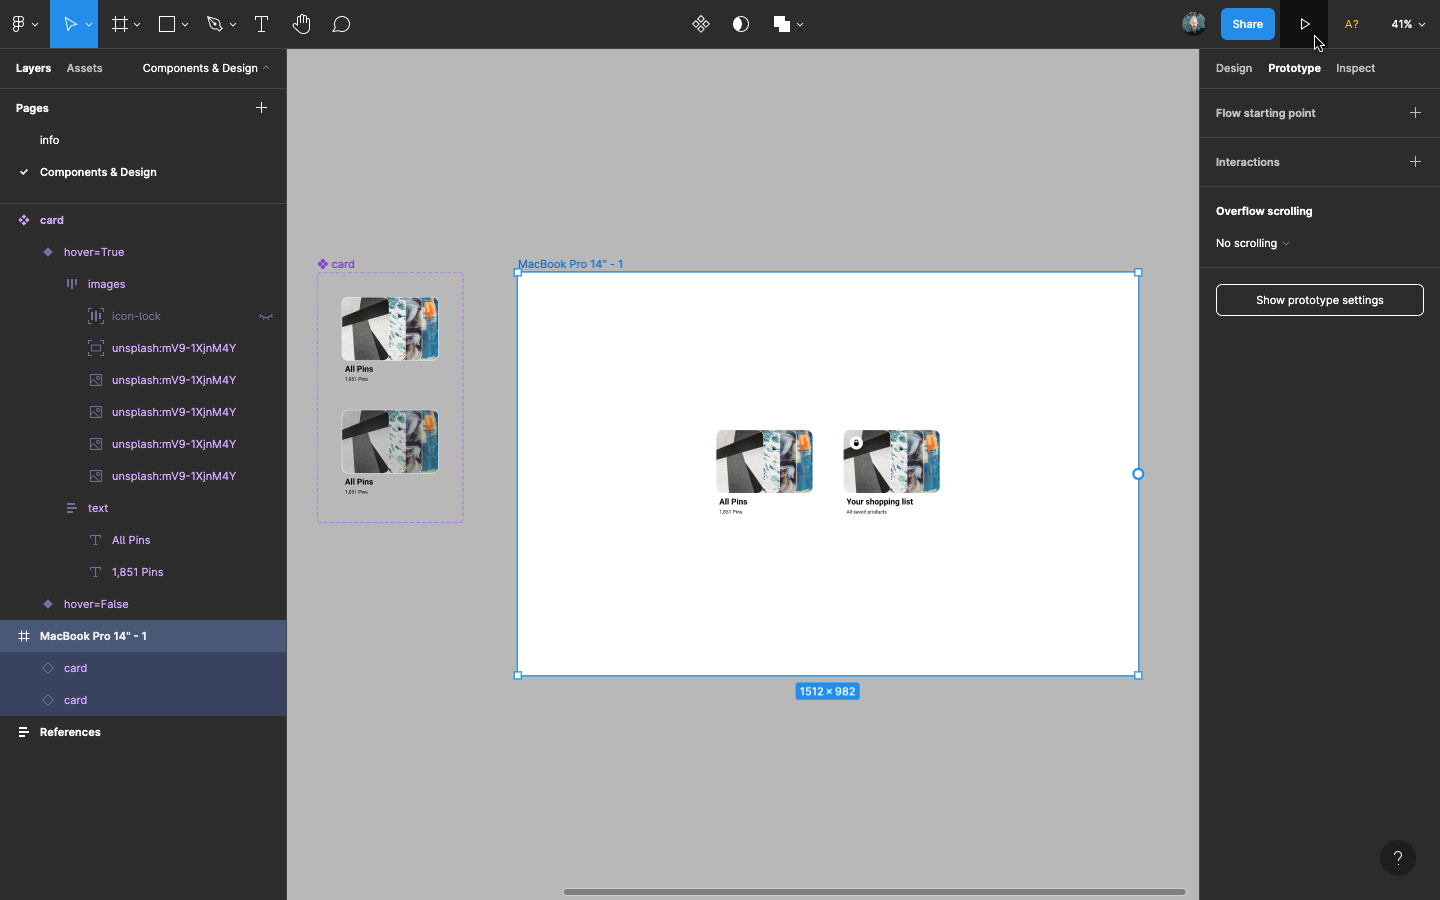 Share
A?
41%
Layers
Assets
Components & Design
Design
Prototype
Inspect
Pages
Flow starting point
info
Interactions
Components & Design
Overflow scrolling
card
No scrolling
hover=True
card
MacBook Pro 14" - 1
images
Show prototype settings
icon-lock
unsplash:mV9-1XjnM4Y
All Pins
1,851 Pins
unsplash:mV9-1XjnM4Y
unsplash:mV9-1XjnM4Y
unsplash:mV9-1XjnM4Y
unsplash:mV9-1XjnM4Y
All Pins
1,851 Pins
All Pins
1,851 Pins
Your shopping list
All saved products
text
All Pins
1,851 Pins
hover=False
MacBook Pro 14" - 1
card
1512 × 982
card
References
?